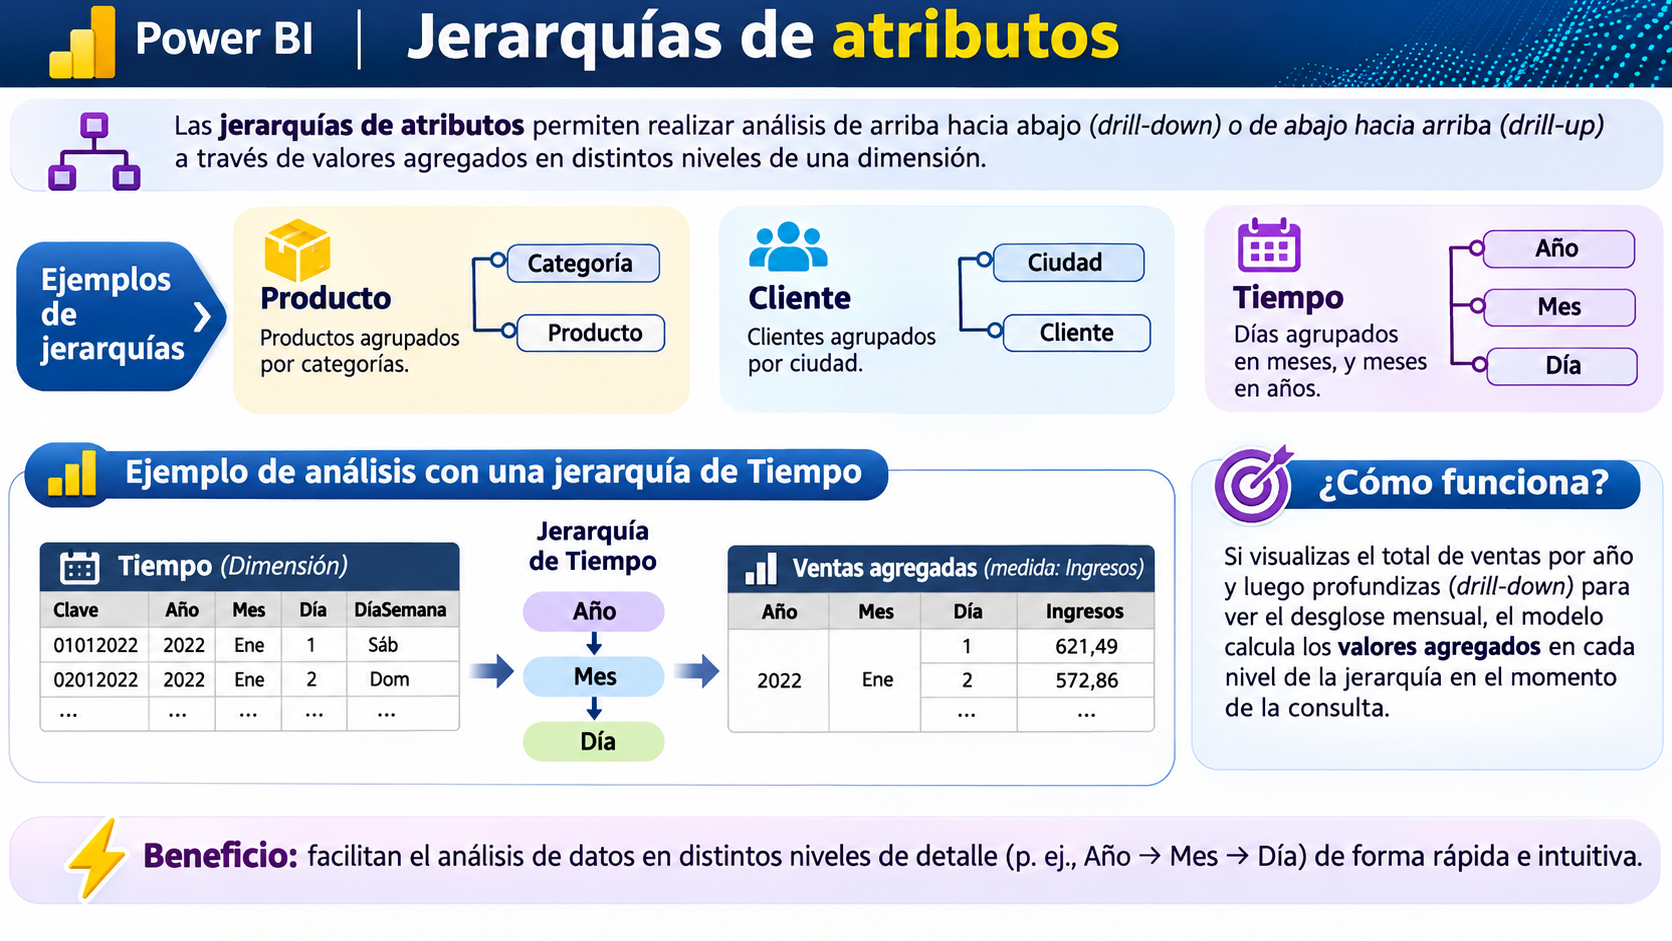 Power BI
Jerarquías de atributos
Las jerarquías de atributos permiten realizar análisis de arriba hacia abajo (drill-down) o de abajo hacia arriba (drill-up)
a través de valores agregados en distintos niveles de una dimensión.
Ejemplos
de
jerarquías
Producto
Productos agrupados
por categorías.
Categoría
Producto
Cliente
Clientes agrupados
por ciudad.
Ciudad
Cliente
Tiempo
Días agrupados
en meses, y meses
en años.
Año
Mes
Día
Ejemplo de análisis con una jerarquía de Tiempo
Tiempo (Dimensión)
Clave Año Mes Día DíaSemana
01012022 2022 Ene 1 Sáb
02012022 2022 Ene 2 Dom
... ... ... ... ...
Jerarquía
de Tiempo
Año
Mes
Día
Ventas agregadas (medida: Ingresos)
Año Mes Día Ingresos
1 621,49
2022 Ene 2 572,86
... ...
¿Cómo funciona?
Si visualizas el total de ventas por año
y luego profundizas (drill-down) para
ver el desglose mensual, el modelo
calcula los valores agregados en cada
nivel de la jerarquía en el momento
de la consulta.
Beneficio: facilitan el análisis de datos en distintos niveles de detalle (p. ej., Año → Mes → Día) de forma rápida e intuitiva.